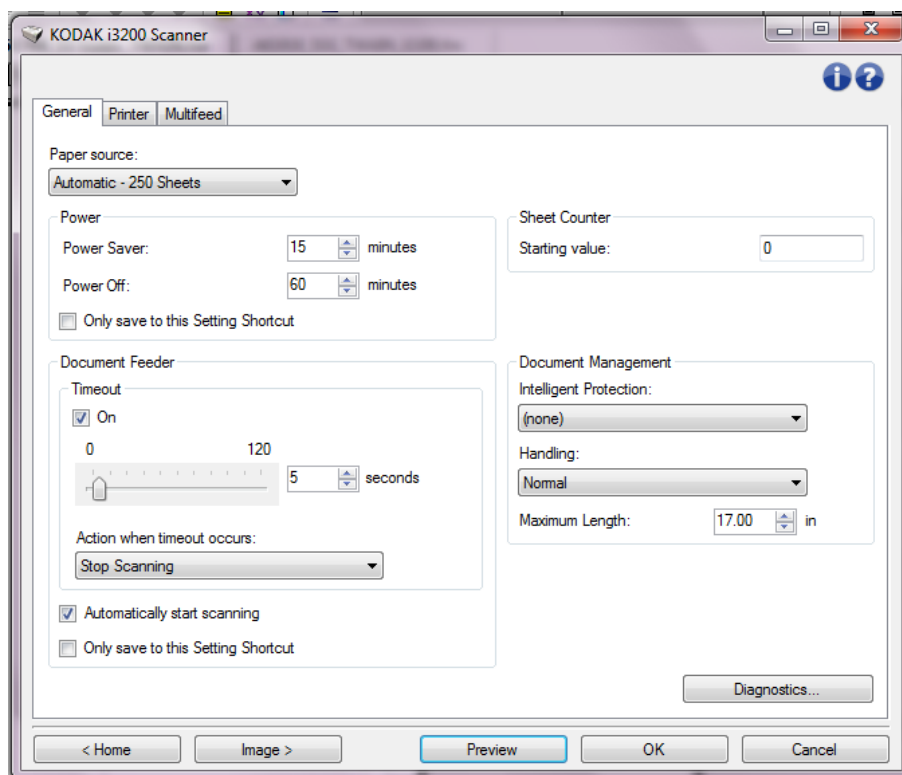 KODAK i3200 Scanner
General Printer Multifeed
Paper source:
Automatic - 250 Sheets
Power
Power Saver: 15 minutes
Power Off: 60 minutes
Only save to this Setting Shortcut
Sheet Counter
Starting value: 0
Document Feeder
Timeout
On
0 120
5 seconds
Action when timeout occurs:
Stop Scanning
Automatically start scanning
Only save to this Setting Shortcut
Document Management
Intelligent Protection:
(none)
Handling:
Normal
Maximum Length: 17.00 in
Diagnostics...
< Home Image > Preview OK Cancel